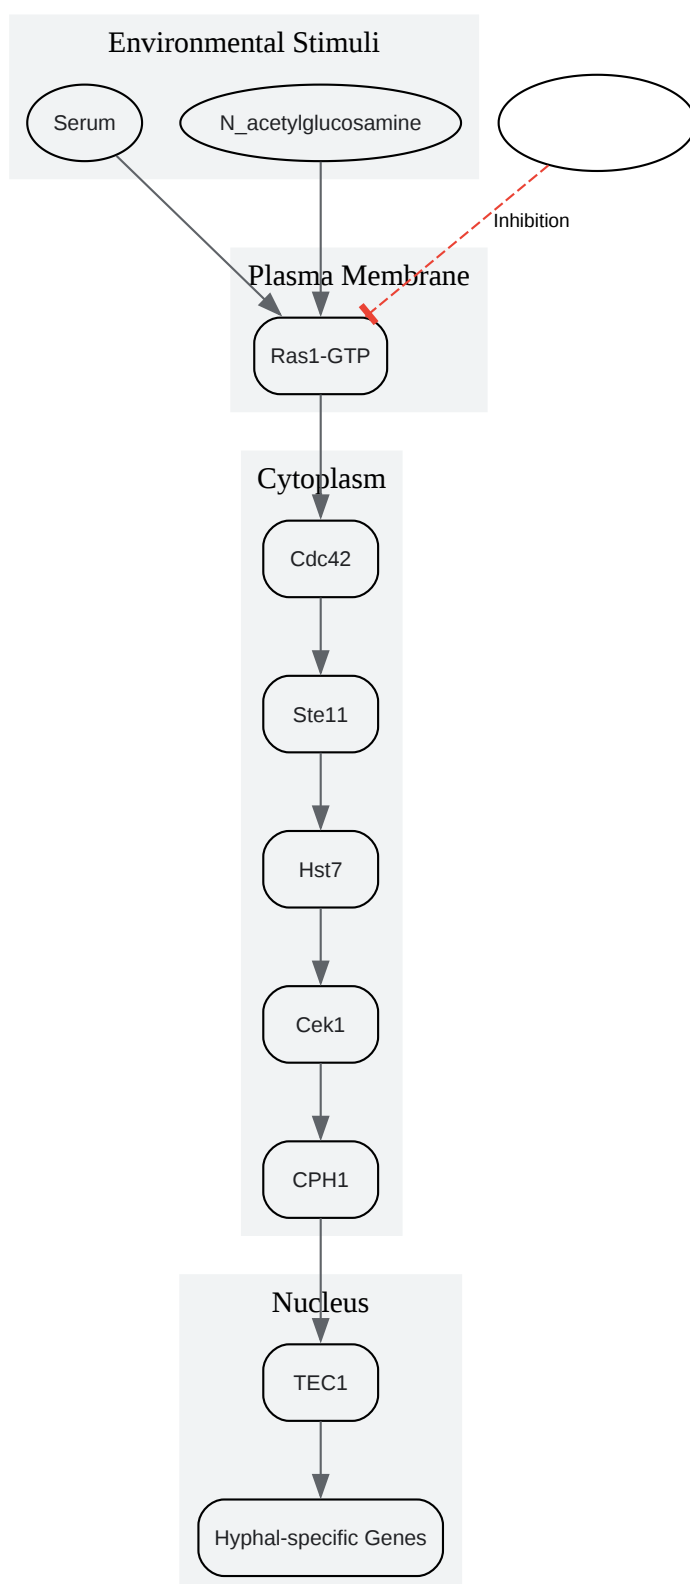 Environmental Stimuli
Serum
N_acetylglucosamine
Inhibition
Plasma Membrane
Ras1-GTP
Cytoplasm
Cdc42
Ste11
Hst7
Cek1
CPH1
Nucleus
TEC1
Hyphal-specific Genes